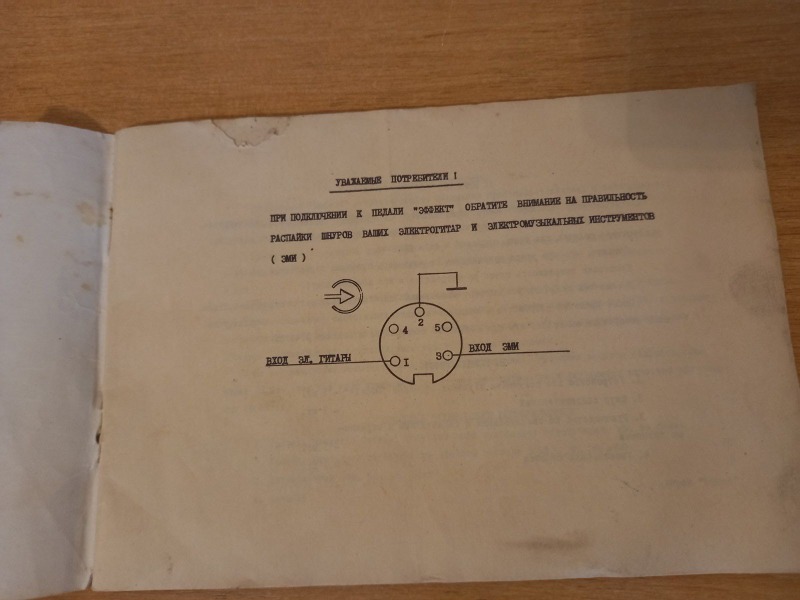 УВАЖАЕМЫЕ ПОТРЕБИТЕЛИ !
ПРИ ПОДКЛЮЧЕНИИ К ПЕДАЛИ "ЭФФЕКТ" ОБРАТИТЕ ВНИМАНИЕ НА ПРАВИЛЬНОСТЬ
РАСПАЙКИ ШНУРОВ ВАШИХ ЭЛЕКТРОГИТАР И ЭЛЕКТРОМУЗЫКАЛЬНЫХ ИНСТРУМЕНТОВ
( ЭМИ )
2
4 5
ВХОД ЭЛ. ГИТАРЫ I 3 ВХОД ЭМИ